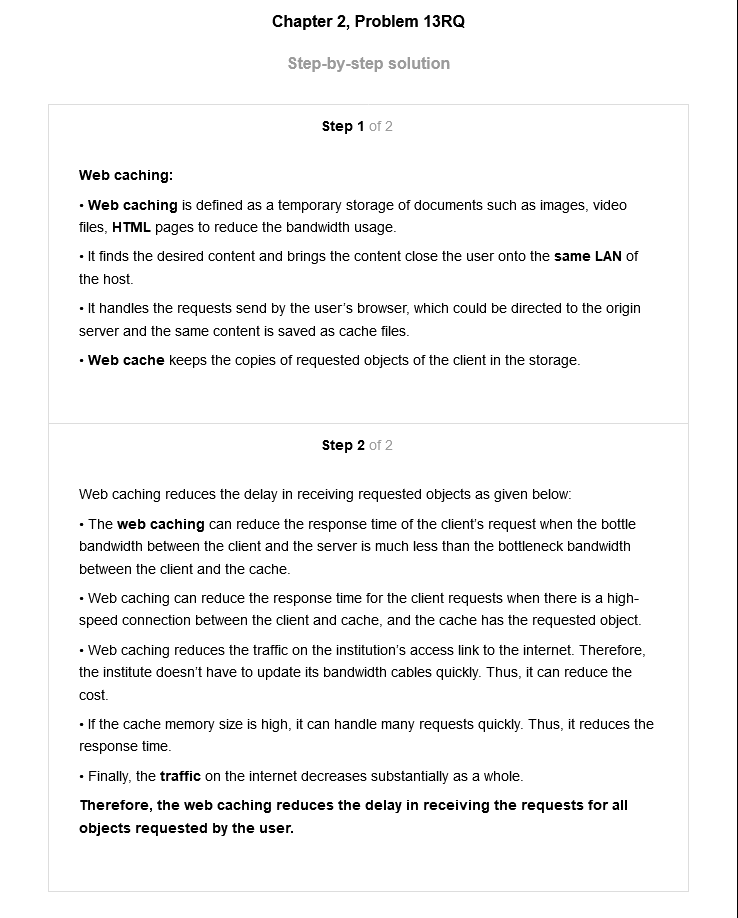 Chapter 2, Problem 13RQ
Step-by-step solution
Step 1 of 2
Web caching:
• Web caching is defined as a temporary storage of documents such as images, video
files, HTML pages to reduce the bandwidth usage.
• It finds the desired content and brings the content close the user onto the same LAN of
the host.
• It handles the requests send by the user's browser, which could be directed to the origin
server and the same content is saved as cache files.
• Web cache keeps the copies of requested objects of the client in the storage.
Step 2 of 2
Web caching reduces the delay in receiving requested objects as given below:
• The web caching can reduce the response time of the client's request when the bottle
bandwidth between the client and the server is much less than the bottleneck bandwidth
between the client and the cache.
• Web caching can reduce the response time for the client requests when there is a high-
speed connection between the client and cache, and the cache has the requested object.
• Web caching reduces the traffic on the institution's access link to the internet. Therefore,
the institute doesn't have to update its bandwidth cables quickly. Thus, it can reduce the
cost.
• If the cache memory size is high, it can handle many requests quickly. Thus, it reduces the
response time.
• Finally, the traffic on the internet decreases substantially as a whole.
Therefore, the web caching reduces the delay in receiving the requests for all
objects requested by the user.